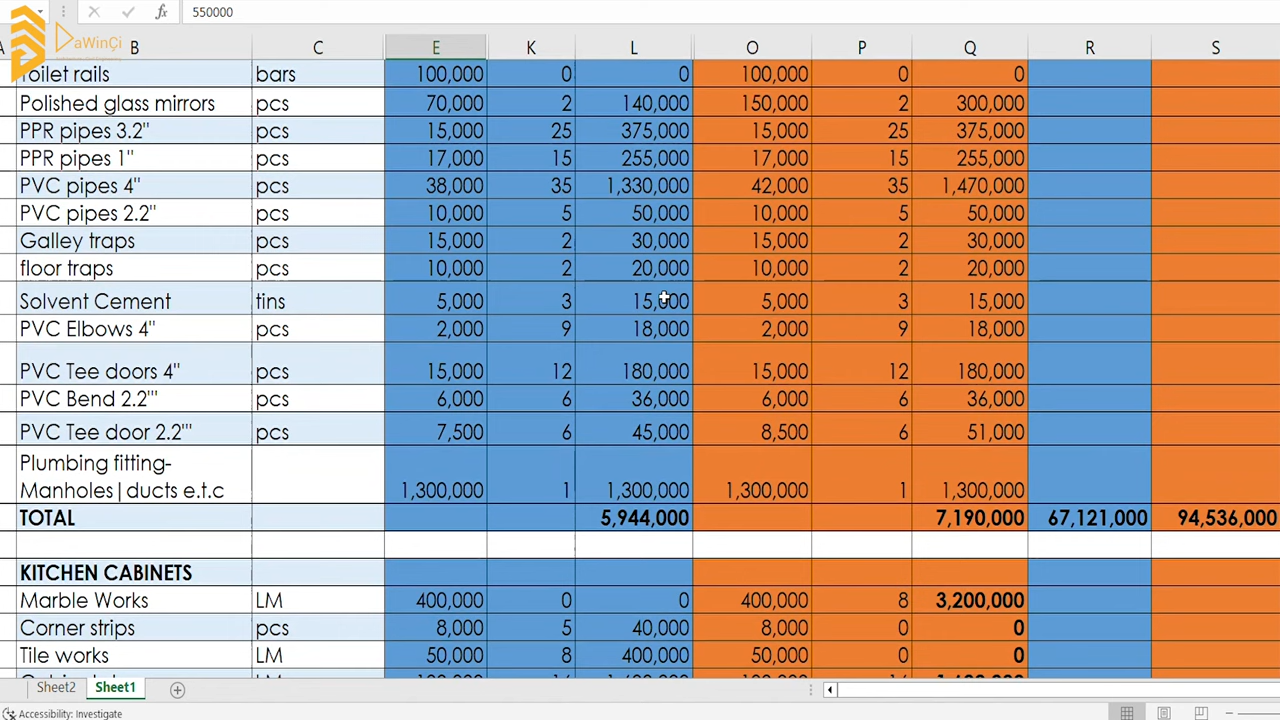 550000
DaWinÇi
A B C E K L O P Q R S
Toilet rails bars 100,000 0 0 100,000 0 0
Polished glass mirrors pcs 70,000 2 140,000 150,000 2 300,000
PPR pipes 3.2" pcs 15,000 25 375,000 15,000 25 375,000
PPR pipes 1" pcs 17,000 15 255,000 17,000 15 255,000
PVC pipes 4" pcs 38,000 35 1,330,000 42,000 35 1,470,000
PVC pipes 2.2" pcs 10,000 5 50,000 10,000 5 50,000
Galley traps pcs 15,000 2 30,000 15,000 2 30,000
floor traps pcs 10,000 2 20,000 10,000 2 20,000
Solvent Cement tins 5,000 3 15,000 5,000 3 15,000
PVC Elbows 4" pcs 2,000 9 18,000 2,000 9 18,000
PVC Tee doors 4" pcs 15,000 12 180,000 15,000 12 180,000
PVC Bend 2.2'" pcs 6,000 6 36,000 6,000 6 36,000
PVC Tee door 2.2'" pcs 7,500 6 45,000 8,500 6 51,000
Plumbing fitting-
Manholes|ducts e.t.c 1,300,000 1 1,300,000 1,300,000 1 1,300,000
TOTAL 5,944,000 7,190,000 67,121,000 94,536,000
KITCHEN CABINETS
Marble Works LM 400,000 0 0 400,000 8 3,200,000
Corner strips pcs 8,000 5 40,000 8,000 0 0
Tile works LM 50,000 8 400,000 50,000 0 0
Sheet2 Sheet1
Accessibility: Investigate